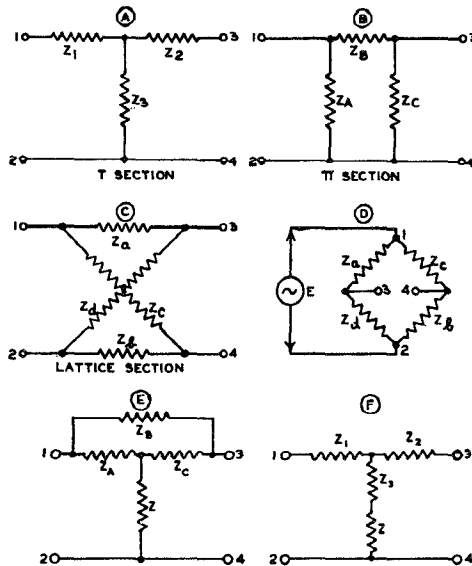 A B
1 Z1 Z2 3 1 ZB
Z3 ZA ZC
2 4 2 4
T SECTION Π SECTION
C D
1 Za 3 1
Za Zc
E 3 4
Zd Zc Zd Zb
2 Zb 4 2
LATTICE SECTION
E F
ZB
1 ZA ZC 3 1 Z1 Z2 3
Z3
Z Z
2 4 2 4